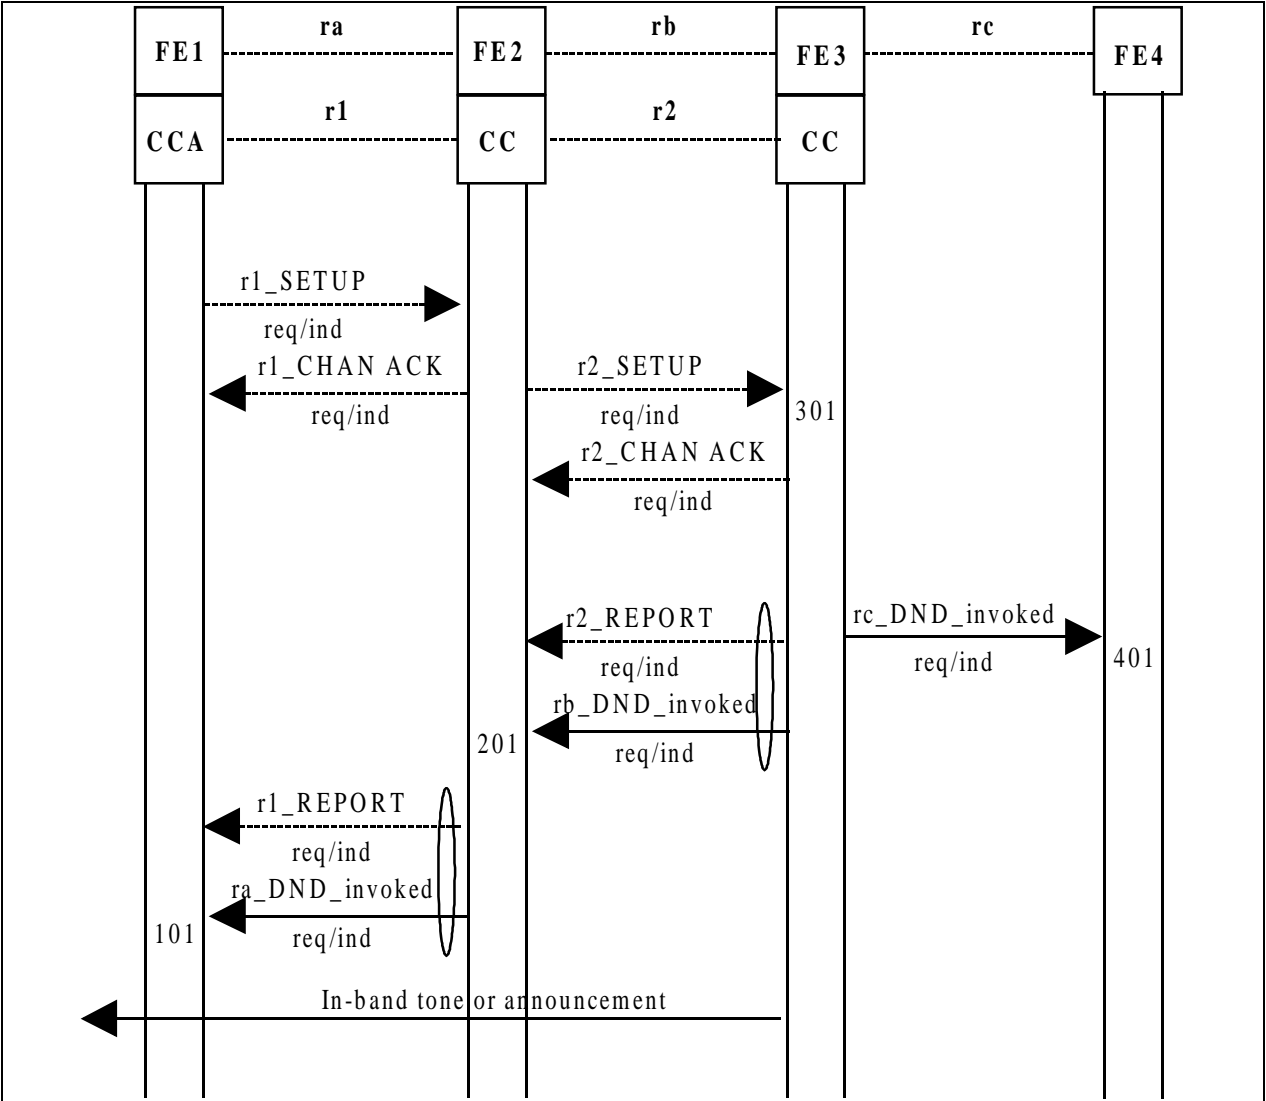 ra rb rc
FE1 FE2 FE3 FE4
r1 r2
CCA CC CC
r1_SETUP
req/ind
r1_CHAN ACK r2_SETUP
req/ind req/ind 301
r2_CHAN ACK
req/ind
r2_REPORT rc_DND_invoked
req/ind req/ind 401
rb_DND_invoked
201 req/ind
r1_REPORT
req/ind
ra_DND_invoked
101 req/ind
In-band tone or announcement